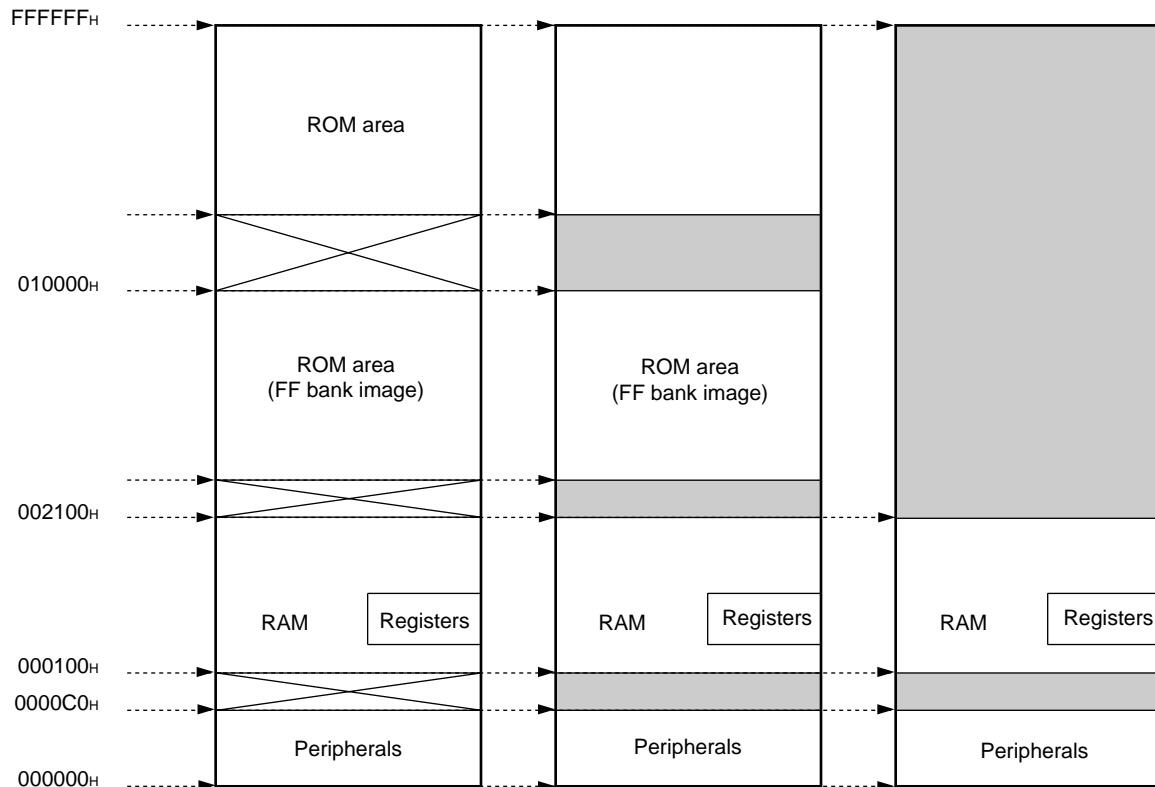 FFFFFFH
ROM area
010000H
ROM area
(FF bank image)
ROM area
(FF bank image)
002100H
RAM
Registers
RAM
Registers
RAM
Registers
000100H
0000C0H
Peripherals
Peripherals
Peripherals
000000H